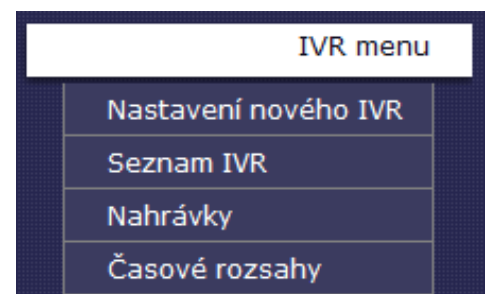 IVR menu
Nastavení nového IVR
Seznam IVR
Nahrávky
Časové rozsahy